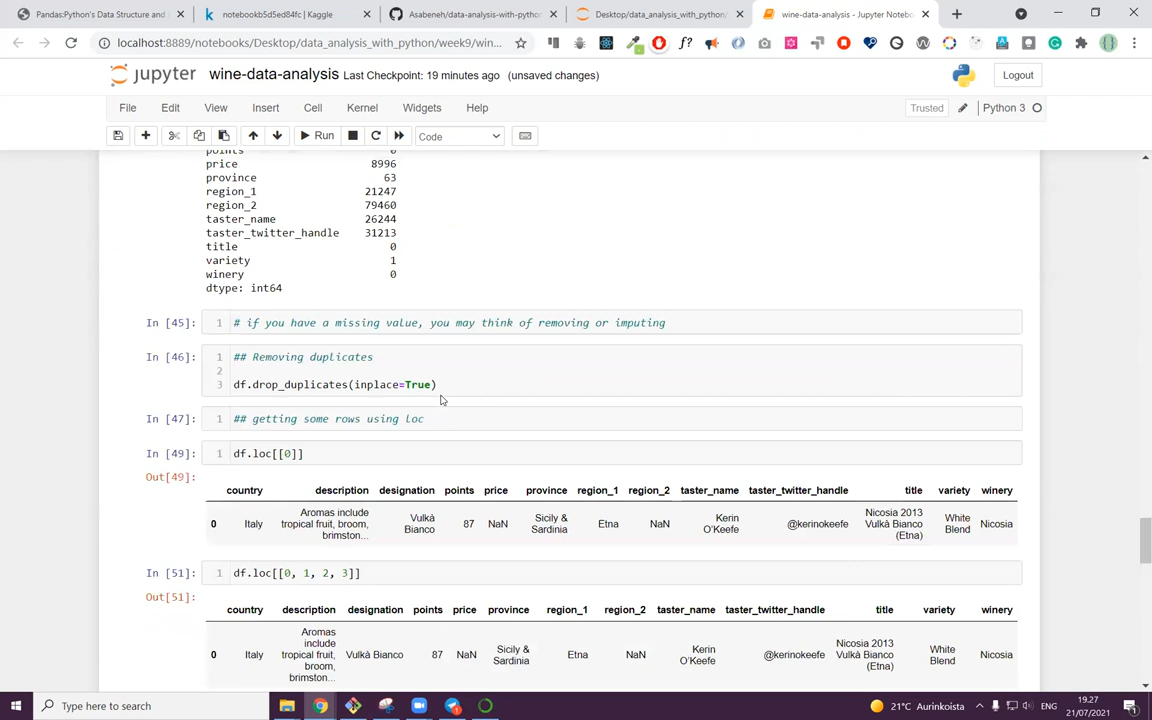 Pandas:Python's Data Structure and
notebookb5d5ed84fc | Kaggle
Asabeneh/data-analysis-with-python
Desktop/data_analysis_with_python/
wine-data-analysis - Jupyter Notebo
localhost:8889/notebooks/Desktop/data_analysis_with_python/week9/win...
jupyter wine-data-analysis Last Checkpoint: 19 minutes ago (unsaved changes)
Logout
File Edit View Insert Cell Kernel Widgets Help
Trusted Python 3
Run Code
points 0
price 8996
province 63
region_1 21247
region_2 79460
taster_name 26244
taster_twitter_handle 31213
title 0
variety 1
winery 0
dtype: int64
In [45]: 1 # if you have a missing value, you may think of removing or imputing
In [46]: 1 ## Removing duplicates
2
3 df.drop_duplicates(inplace=True)
In [47]: 1 ## getting some rows using loc
In [49]: 1 df.loc[[0]]
Out[49]:
country description designation points price province region_1 region_2 taster_name taster_twitter_handle title variety winery
0 Italy Aromas include tropical fruit, broom, brimston... Vulkà Bianco 87 NaN Sicily & Sardinia Etna NaN Kerin O'Keefe @kerinokeefe Nicosia 2013 Vulkà Bianco (Etna) White Blend Nicosia
In [51]: 1 df.loc[[0, 1, 2, 3]]
Out[51]:
country description designation points price province region_1 region_2 taster_name taster_twitter_handle title variety winery
0 Italy Aromas include tropical fruit, broom, brimston... Vulkà Bianco 87 NaN Sicily & Sardinia Etna NaN Kerin O'Keefe @kerinokeefe Nicosia 2013 Vulkà Bianco (Etna) White Blend Nicosia
Type here to search
21°C Aurinkoista
ENG
19.27
21/07/2021